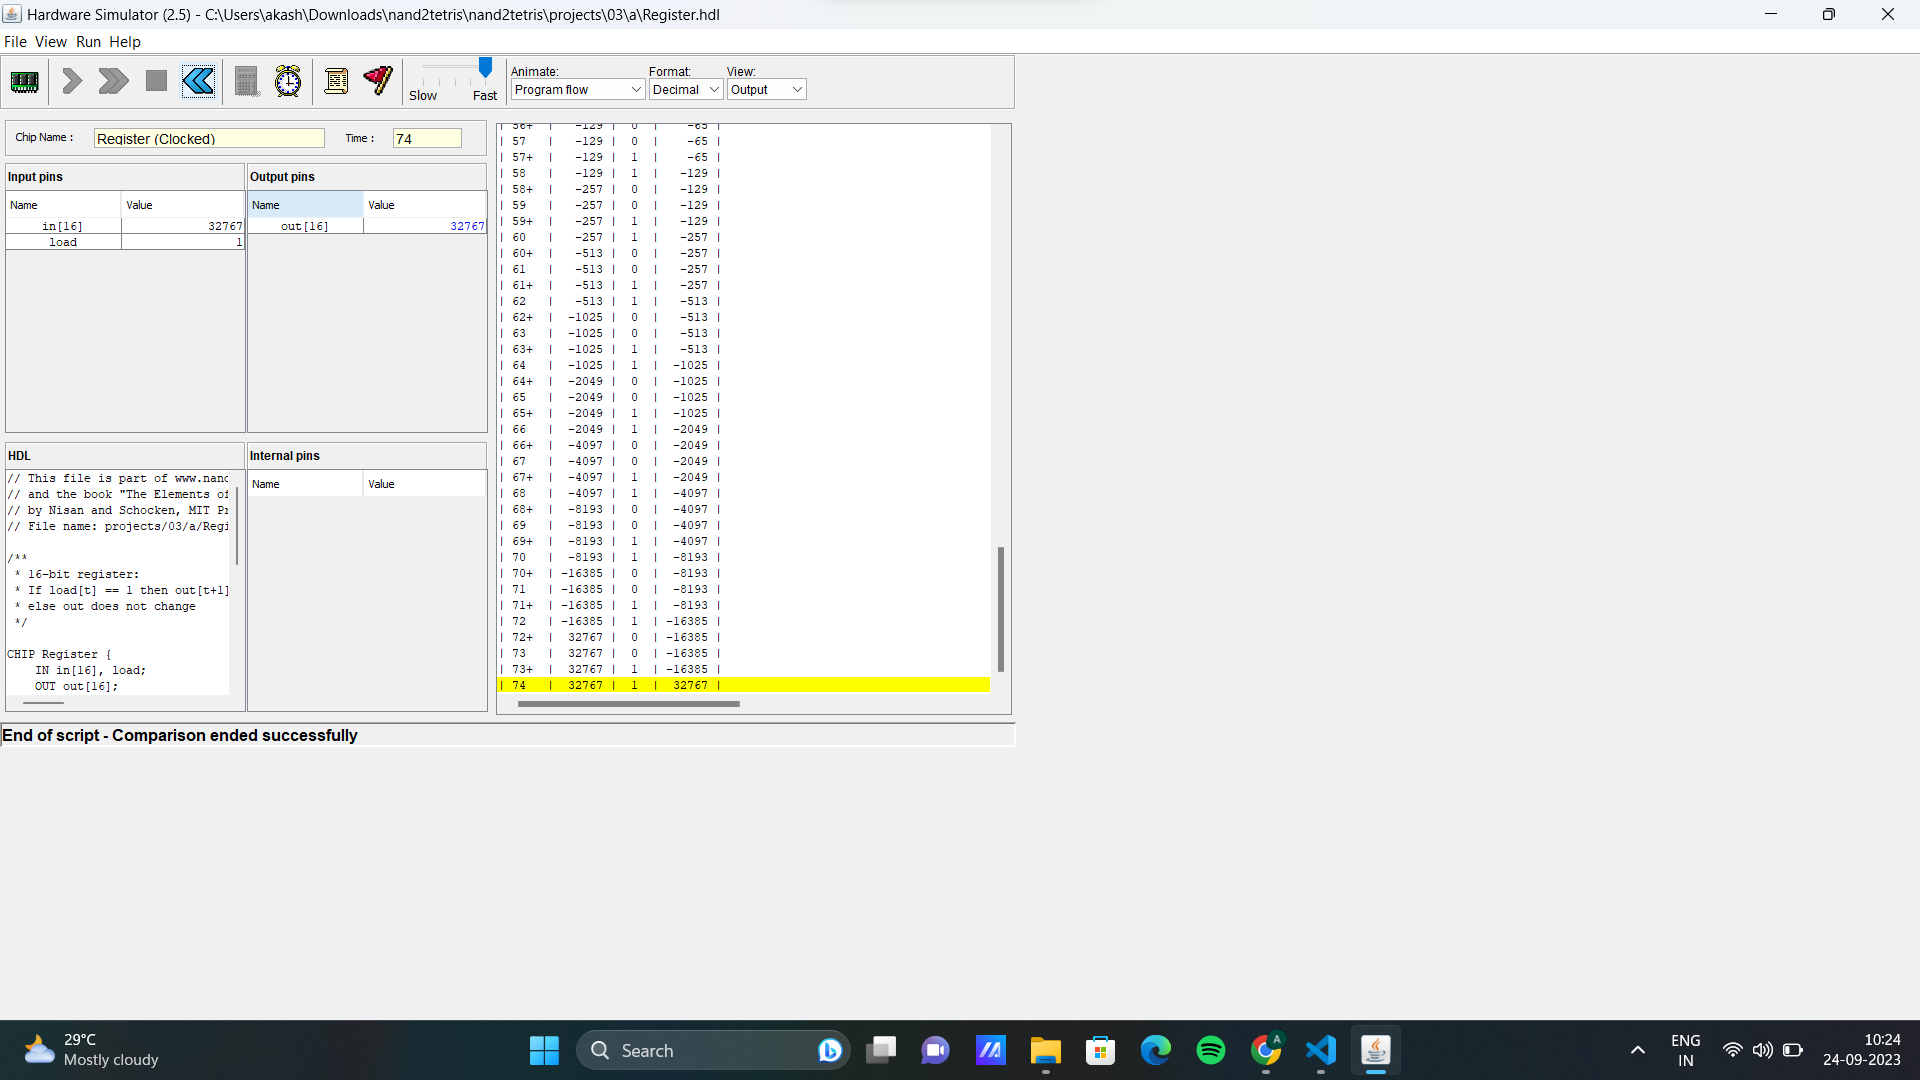 Hardware Simulator (2.5) - C:\Users\akash\Downloads\nand2tetris\nand2tetris\projects\03\a\Register.hdl
File View Run Help
Slow Fast
Animate: Format: View:
Program flow Decimal Output
Chip Name : Register (Clocked) Time : 74
Input pins
Name Value
in[16] 32767
load 1
Output pins
Name Value
out[16] 32767
HDL
// This file is part of www.nand
// and the book "The Elements of
// by Nisan and Schocken, MIT Pr
// File name: projects/03/a/Regi
/**
* 16-bit register:
* If load[t] == 1 then out[t+1]
* else out does not change
*/
CHIP Register {
IN in[16], load;
OUT out[16];
Internal pins
Name Value
| 56+ | -129 | 0 | -65 |
| 57 | -129 | 0 | -65 |
| 57+ | -129 | 1 | -65 |
| 58 | -129 | 1 | -129 |
| 58+ | -257 | 0 | -129 |
| 59 | -257 | 0 | -129 |
| 59+ | -257 | 1 | -129 |
| 60 | -257 | 1 | -257 |
| 60+ | -513 | 0 | -257 |
| 61 | -513 | 0 | -257 |
| 61+ | -513 | 1 | -257 |
| 62 | -513 | 1 | -513 |
| 62+ | -1025 | 0 | -513 |
| 63 | -1025 | 0 | -513 |
| 63+ | -1025 | 1 | -513 |
| 64 | -1025 | 1 | -1025 |
| 64+ | -2049 | 0 | -1025 |
| 65 | -2049 | 0 | -1025 |
| 65+ | -2049 | 1 | -1025 |
| 66 | -2049 | 1 | -2049 |
| 66+ | -4097 | 0 | -2049 |
| 67 | -4097 | 0 | -2049 |
| 67+ | -4097 | 1 | -2049 |
| 68 | -4097 | 1 | -4097 |
| 68+ | -8193 | 0 | -4097 |
| 69 | -8193 | 0 | -4097 |
| 69+ | -8193 | 1 | -4097 |
| 70 | -8193 | 1 | -8193 |
| 70+ | -16385 | 0 | -8193 |
| 71 | -16385 | 0 | -8193 |
| 71+ | -16385 | 1 | -8193 |
| 72 | -16385 | 1 | -16385 |
| 72+ | 32767 | 0 | -16385 |
| 73 | 32767 | 0 | -16385 |
| 73+ | 32767 | 1 | -16385 |
| 74 | 32767 | 1 | 32767 |
End of script - Comparison ended successfully
29°C
Mostly cloudy
Search
A
ENG
IN
10:24
24-09-2023